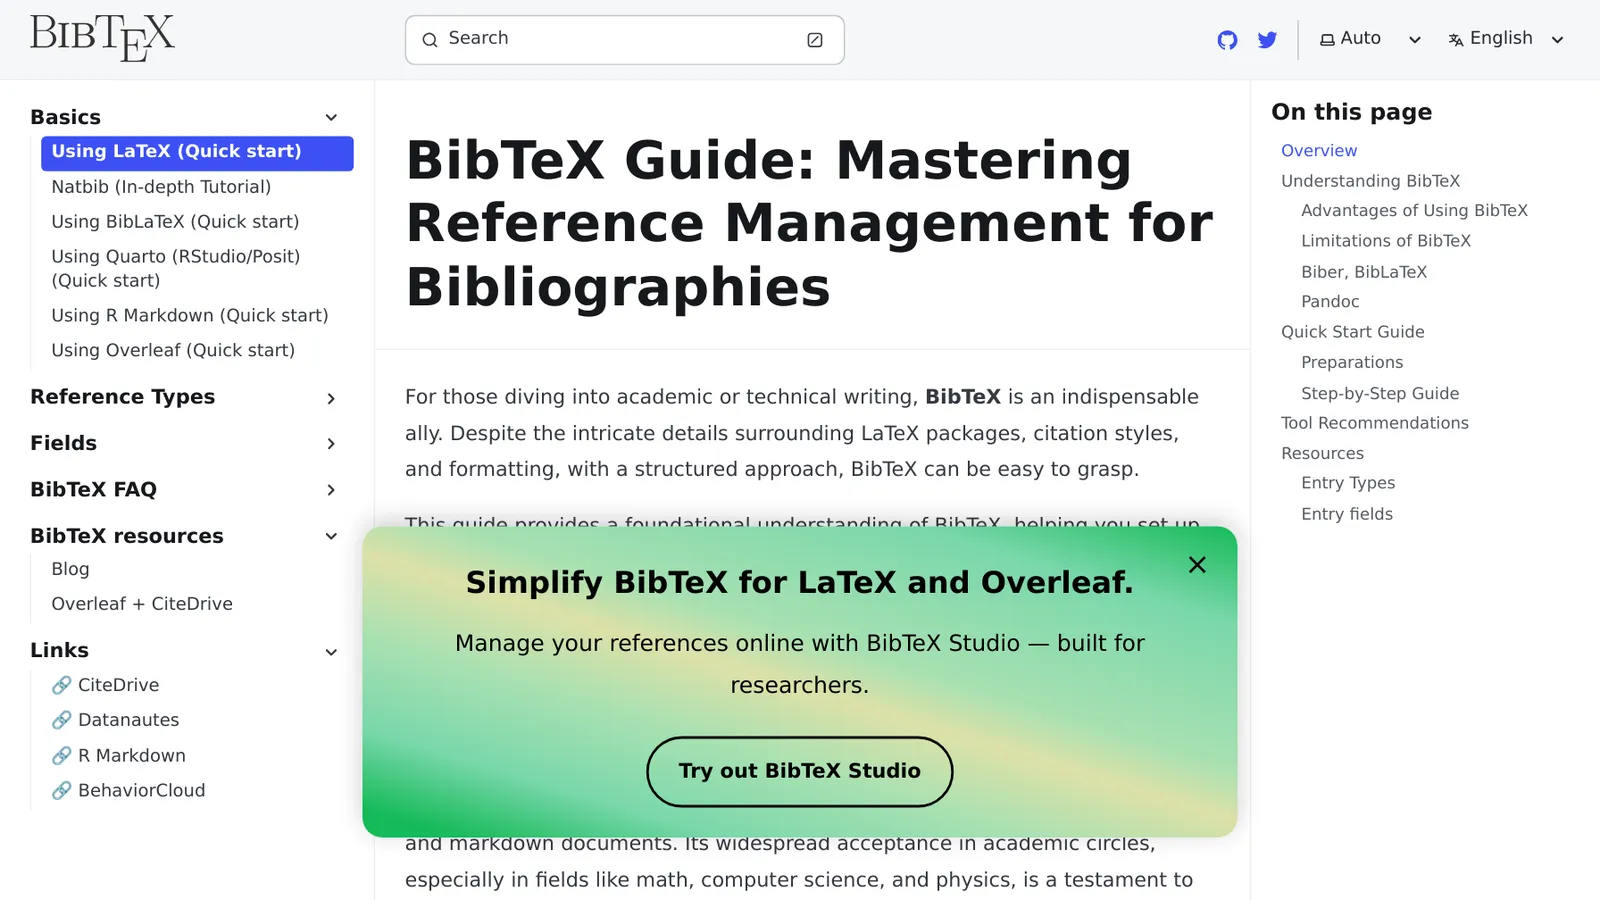 BIBTEX
Search
Auto
English
Basics
Using LaTeX (Quick start)
Natbib (In-depth Tutorial)
Using BibLaTeX (Quick start)
Using Quarto (RStudio/Posit)
(Quick start)
Using R Markdown (Quick start)
Using Overleaf (Quick start)
Reference Types
Fields
BibTeX FAQ
BibTeX resources
Blog
Overleaf + CiteDrive
Links
CiteDrive
Datanautes
R Markdown
BehaviorCloud
BibTeX Guide: Mastering
Reference Management for
Bibliographies
For those diving into academic or technical writing, BibTeX is an indispensable
ally. Despite the intricate details surrounding LaTeX packages, citation styles,
and formatting, with a structured approach, BibTeX can be easy to grasp.
This guide provides a foundational understanding of BibTeX, helping you set up
Simplify BibTeX for LaTeX and Overleaf.
Manage your references online with BibTeX Studio — built for
researchers.
Try out BibTeX Studio
and markdown documents. Its widespread acceptance in academic circles,
especially in fields like math, computer science, and physics, is a testament to
On this page
Overview
Understanding BibTeX
Advantages of Using BibTeX
Limitations of BibTeX
Biber, BibLaTeX
Pandoc
Quick Start Guide
Preparations
Step-by-Step Guide
Tool Recommendations
Resources
Entry Types
Entry fields